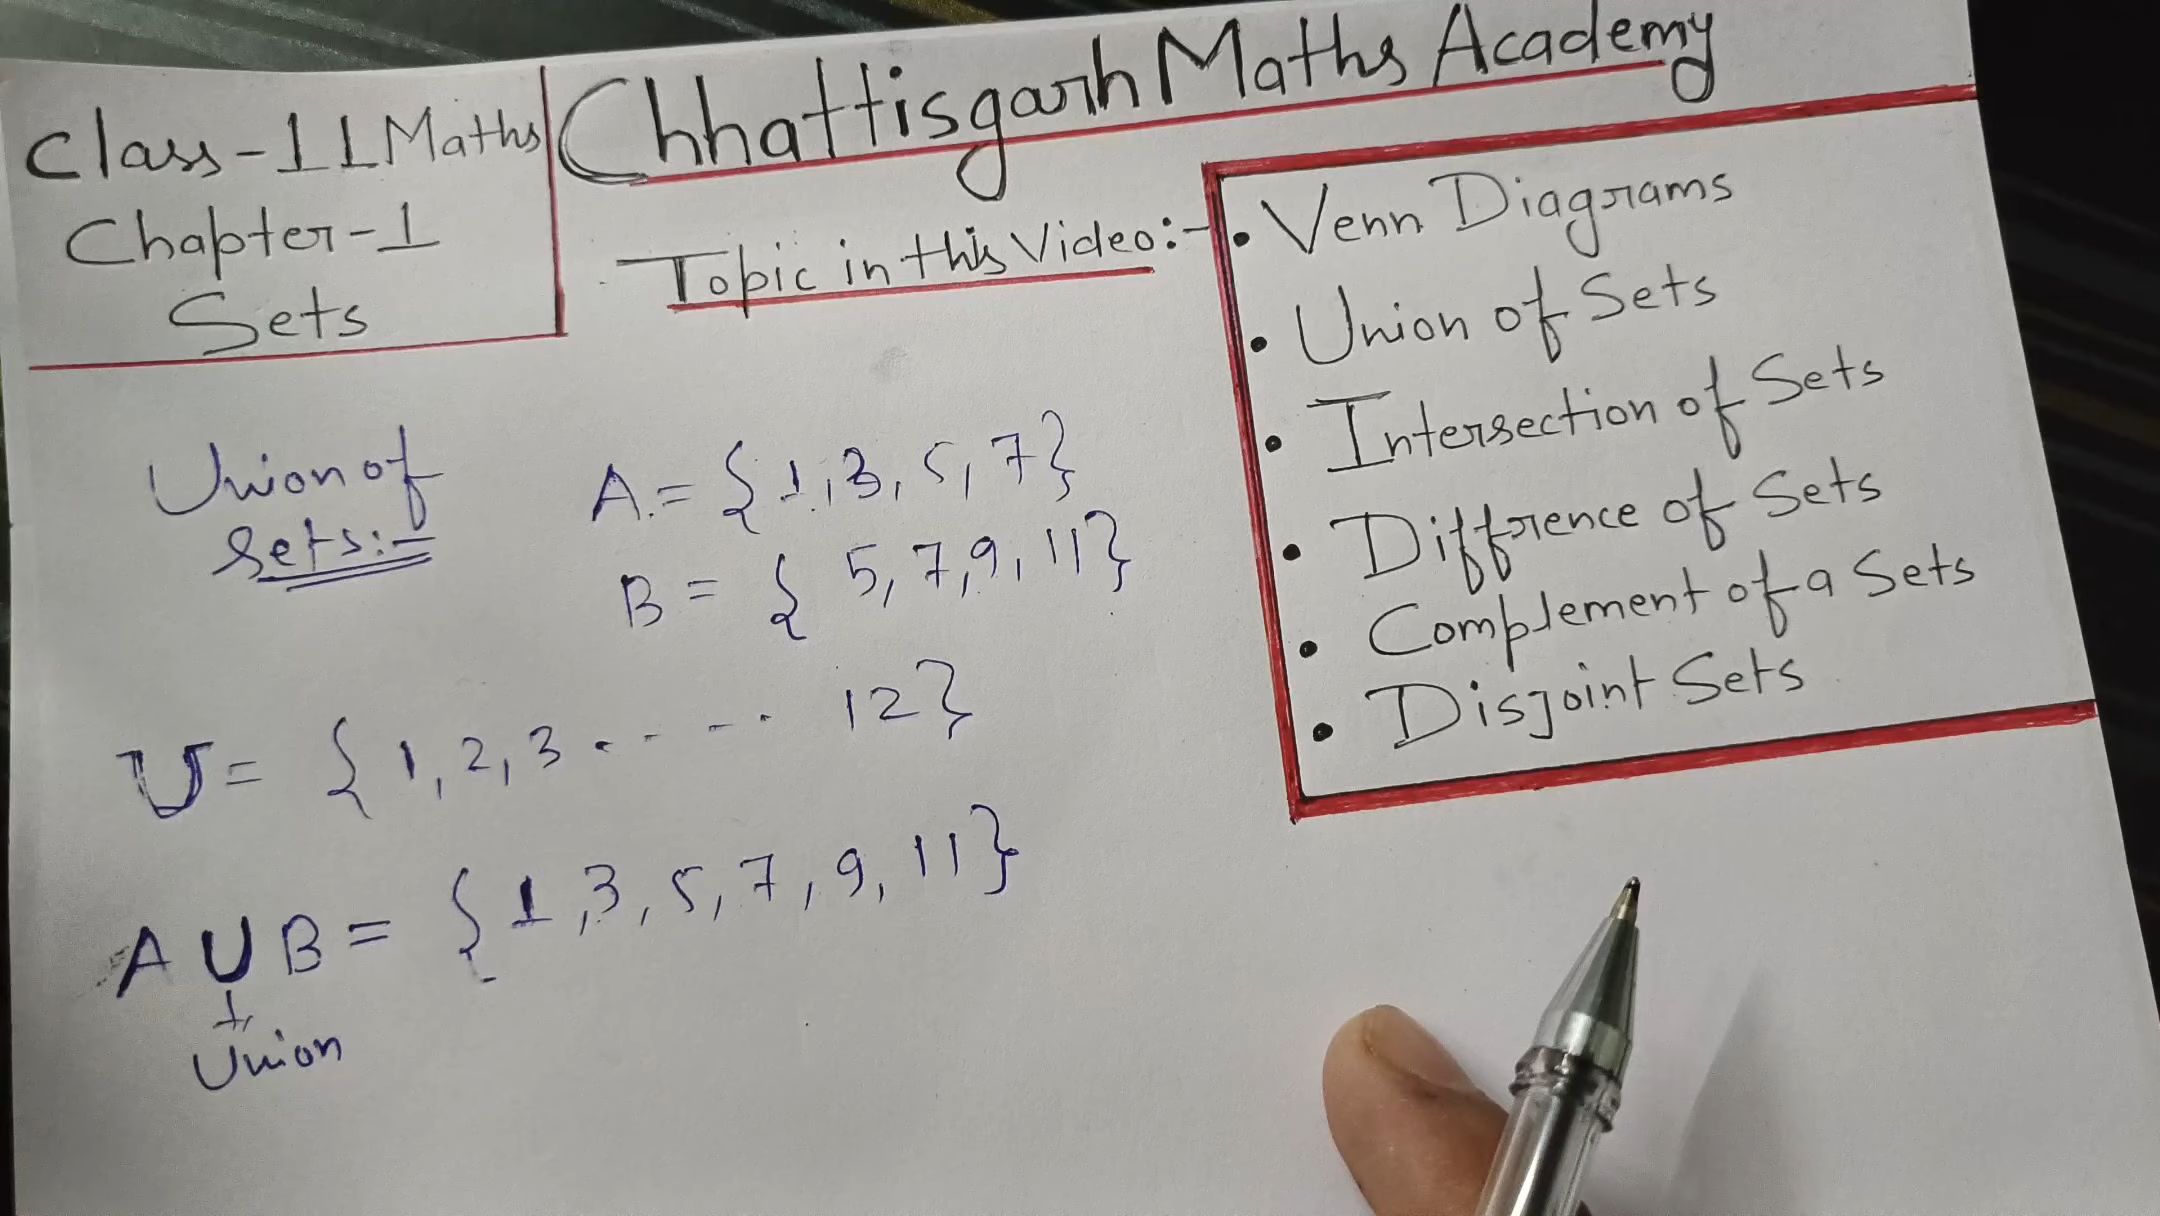 Chhattisgarh Maths Academy
Class-11 Maths
Chapter-1
Sets
Topic in this Video:-
• Venn Diagrams
• Union of Sets
• Intersection of Sets
• Diffrence of Sets
• Complement of a Sets
• Disjoint Sets
Union of
Sets:-
A = {1, 3, 5, 7}
B = { 5, 7, 9, 11}
U = { 1, 2, 3 - - - - - 12}
A U B = { 1, 3, 5, 7, 9, 11}
Union